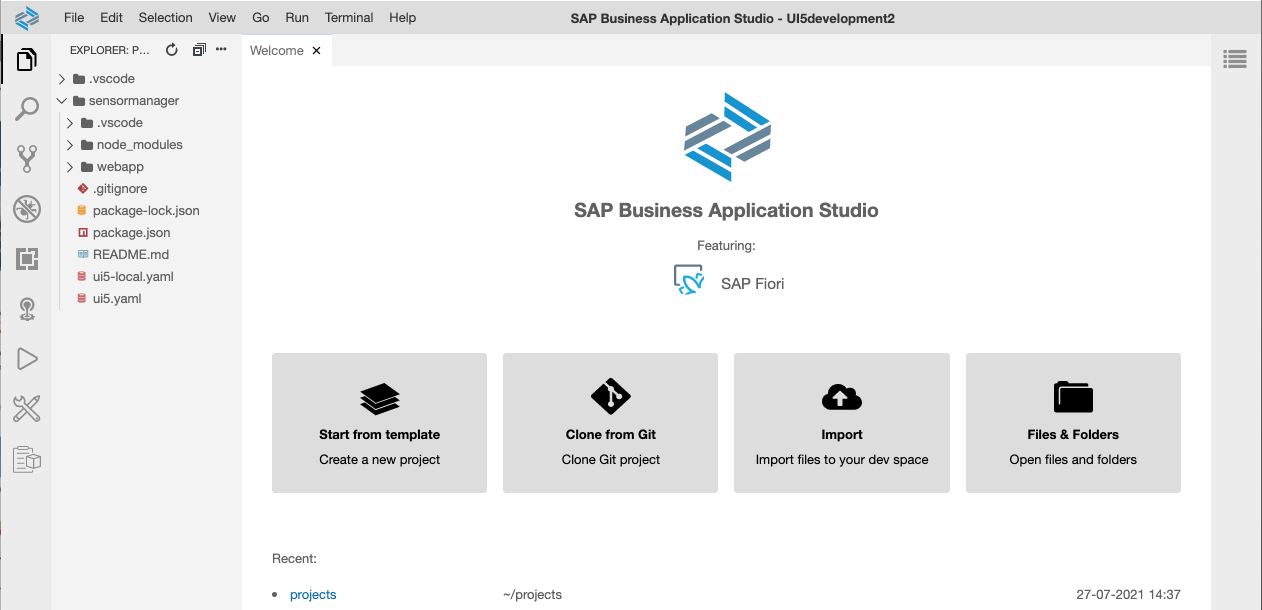 File Edit Selection View Go Run Terminal Help
SAP Business Application Studio - UI5development2
EXPLORER: P...
Welcome
.vscode
sensormanager
.vscode
node_modules
webapp
.gitignore
package-lock.json
package.json
README.md
ui5-local.yaml
ui5.yaml
SAP Business Application Studio
Featuring:
SAP Fiori
Start from template
Create a new project
Clone from Git
Clone Git project
Import
Import files to your dev space
Files & Folders
Open files and folders
Recent:
projects ~/projects 27-07-2021 14:37